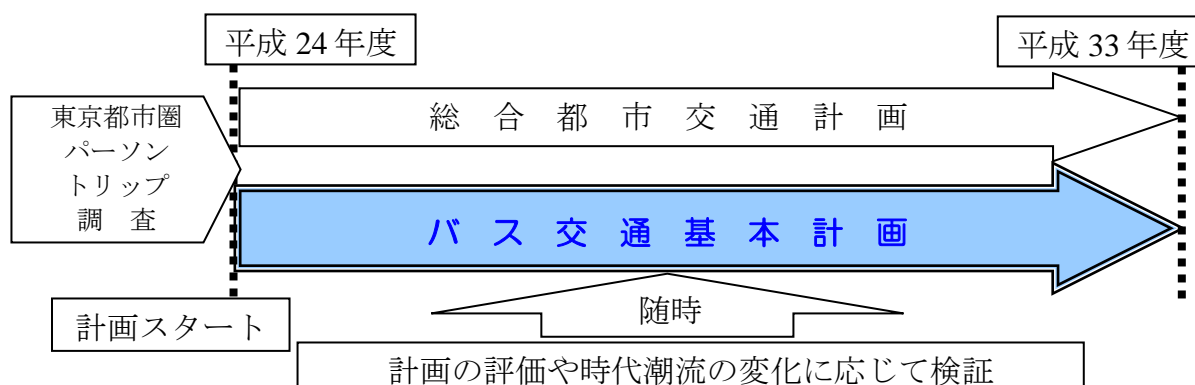 平成 24 年度
平成 33 年度
東京都市圏
パーソン
トリップ
調　査
総　合　都　市　交　通　計　画
バ　ス　交　通　基　本　計　画
計画スタート
随時
計画の評価や時代潮流の変化に応じて検証